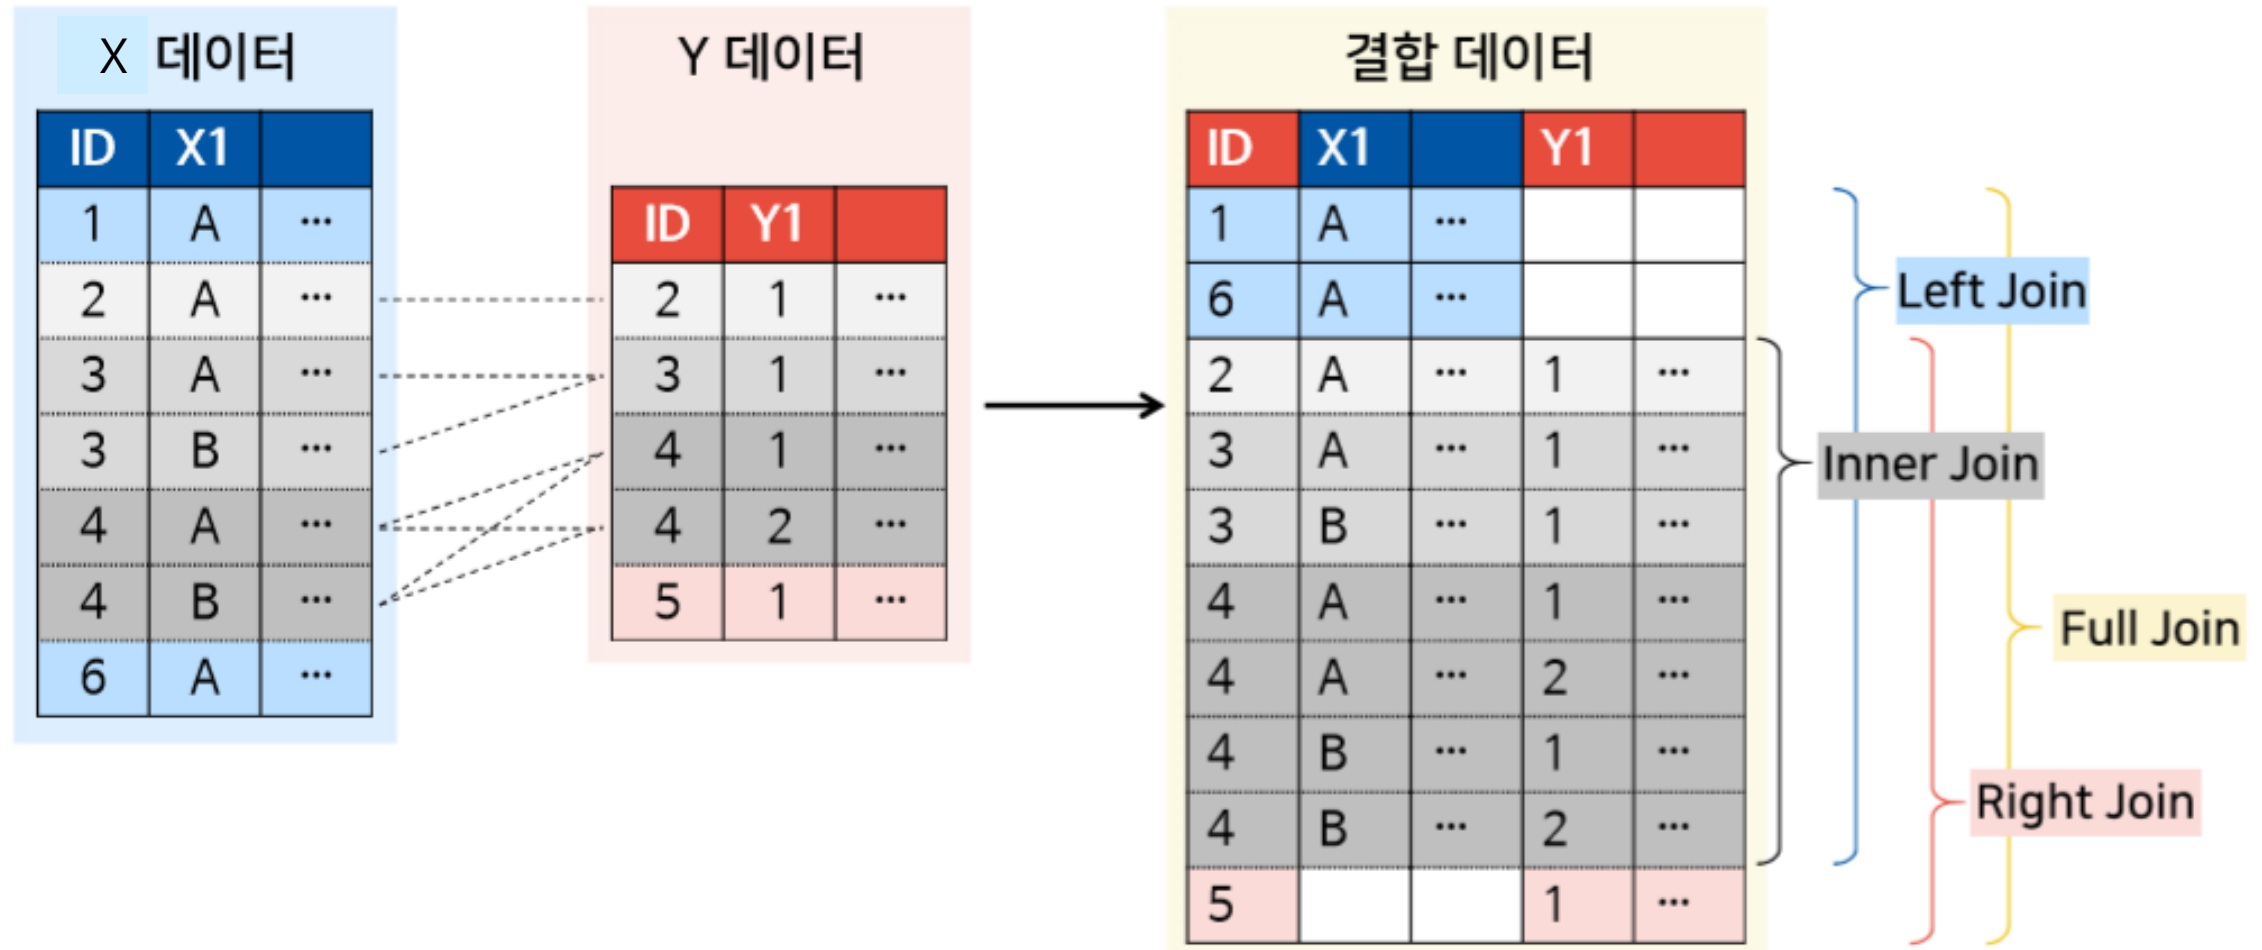 X 데이터
ID X1
1 A ...
2 A ...
3 A ...
3 B ...
4 A ...
4 B ...
6 A ...
Y 데이터
ID Y1
2 1 ...
3 1 ...
4 1 ...
4 2 ...
5 1 ...
결합 데이터
ID X1 Y1
1 A ...
6 A ...
2 A ... 1 ...
3 A ... 1 ...
3 B ... 1 ...
4 A ... 1 ...
4 A ... 2 ...
4 B ... 1 ...
4 B ... 2 ...
5 1 ...
Left Join
Inner Join
Full Join
Right Join